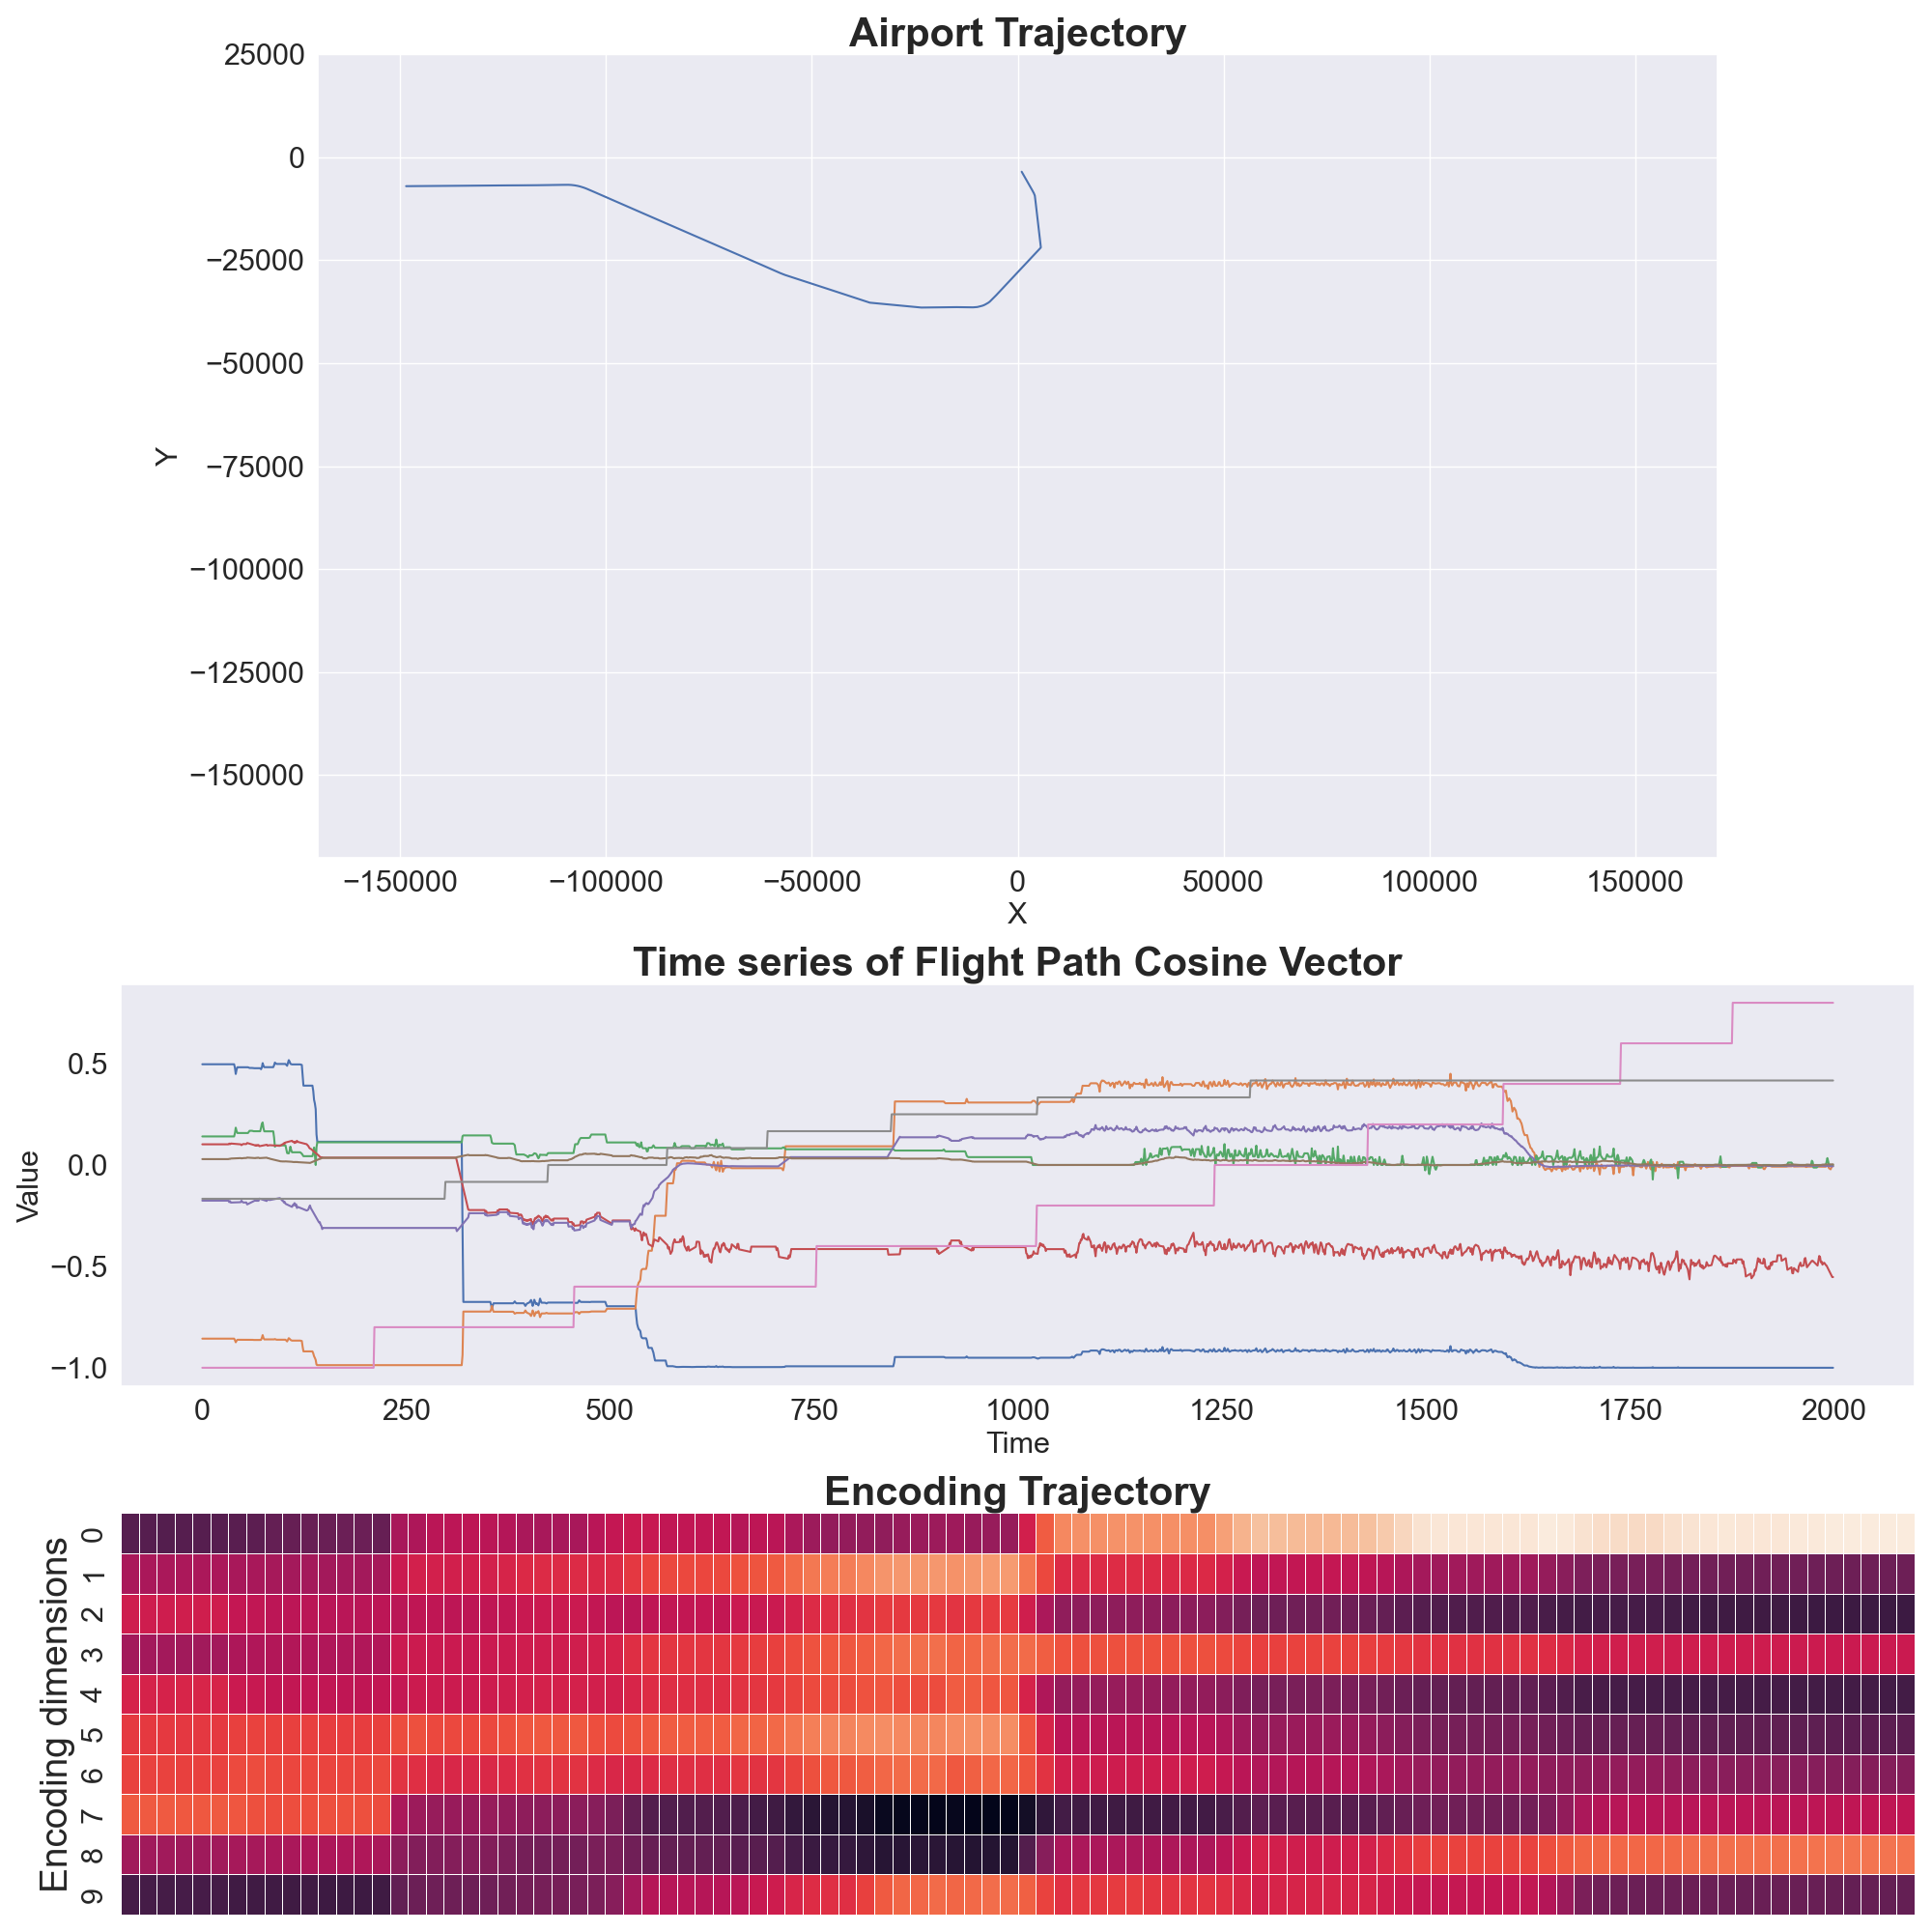 Airport Trajectory
25000
0
−25000
−50000
−75000
−100000
−125000
−150000
Y
−150000 −100000 −50000 0 50000 100000 150000
X
Time series of Flight Path Cosine Vector
0.5
0.0
−0.5
−1.0
Value
0 250 500 750 1000 1250 1500 1750 2000
Time
Encoding Trajectory
Encoding dimensions
0
1
2
3
4
5
6
7
8
9